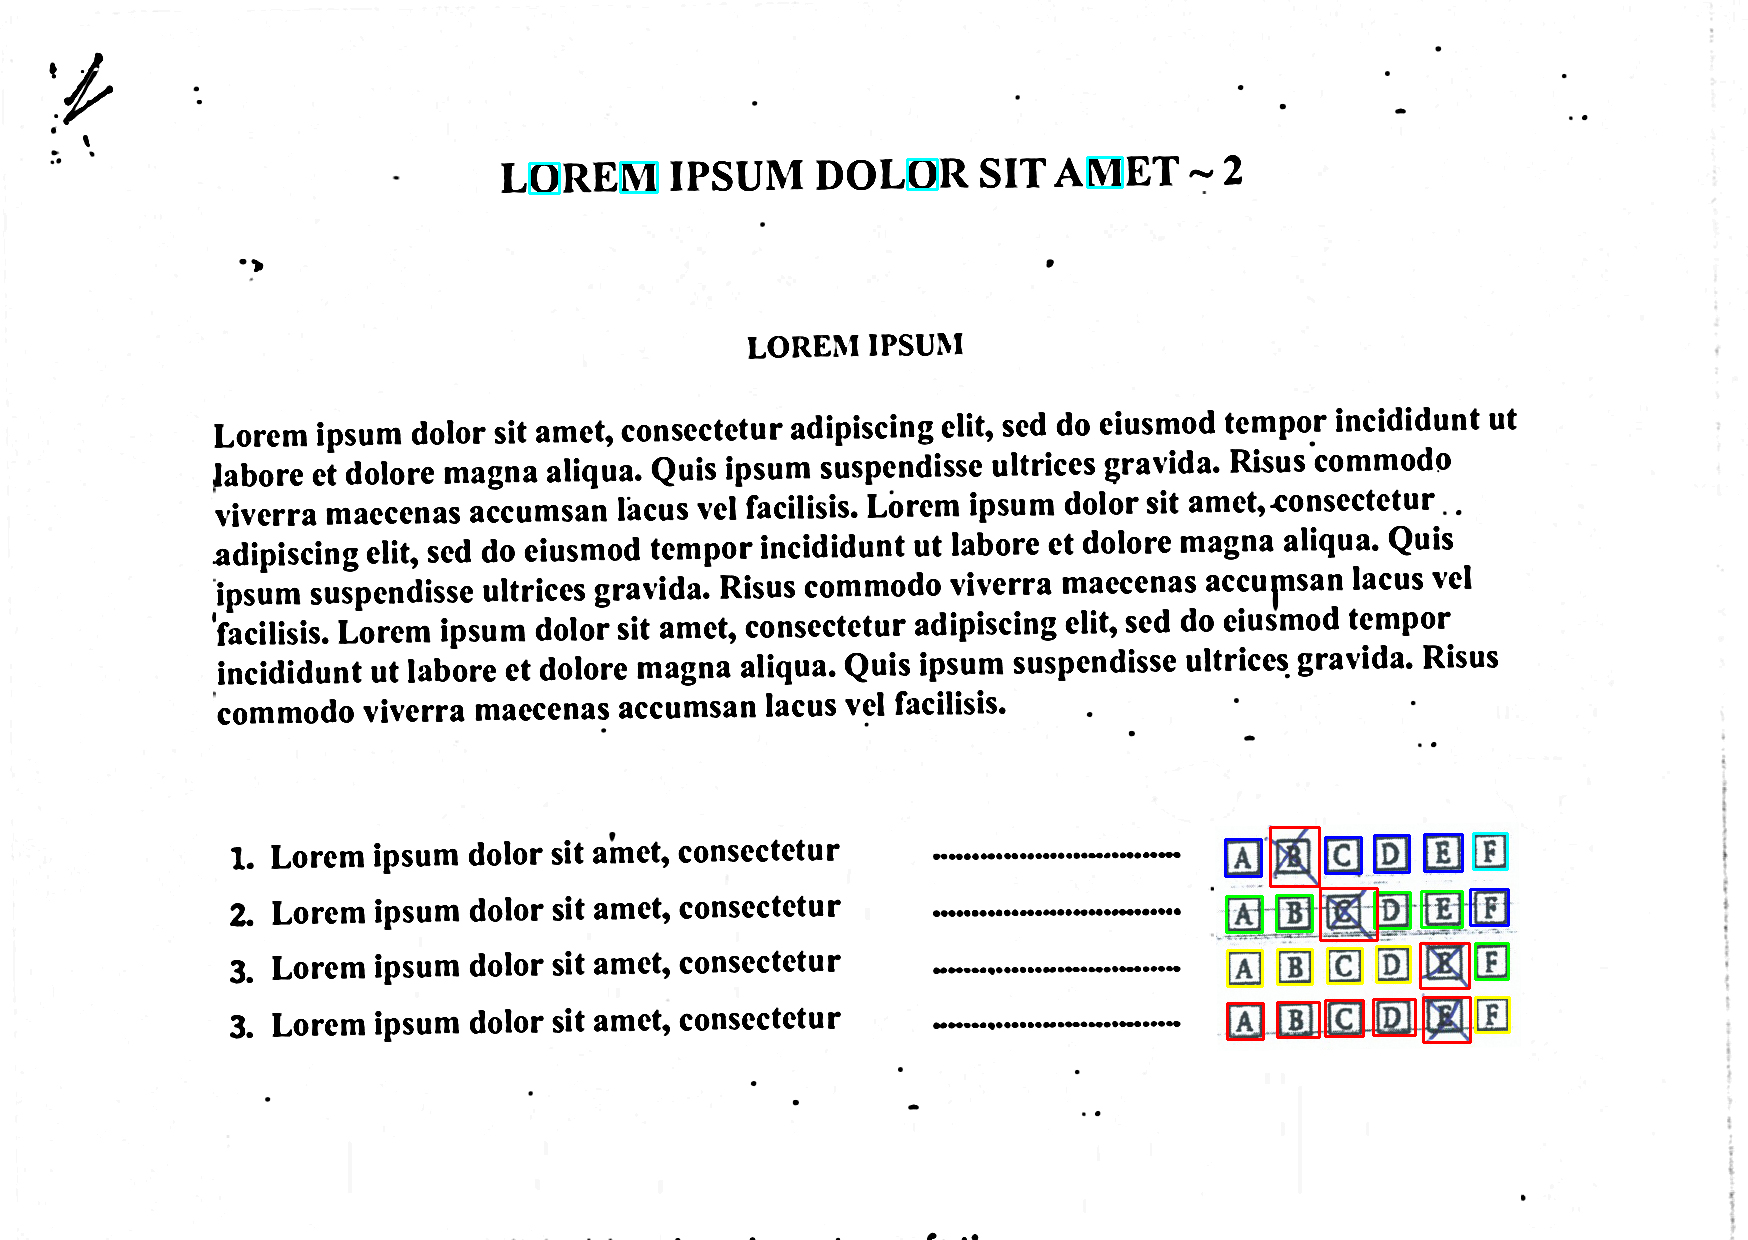 LOREM IPSUM DOLOR SIT AMET ~ 2
LOREM IPSUM
Lorem ipsum dolor sit amet, consectetur adipiscing elit, sed do eiusmod tempor incididunt ut
labore et dolore magna aliqua. Quis ipsum suspendisse ultrices gravida. Risus commodo
viverra maecenas accumsan lacus vel facilisis. Lorem ipsum dolor sit amet, consectetur
adipiscing elit, sed do eiusmod tempor incididunt ut labore et dolore magna aliqua. Quis
ipsum suspendisse ultrices gravida. Risus commodo viverra maecenas accumsan lacus vel
facilisis. Lorem ipsum dolor sit amet, consectetur adipiscing elit, sed do eiusmod tempor
incididunt ut labore et dolore magna aliqua. Quis ipsum suspendisse ultrices gravida. Risus
commodo viverra maecenas accumsan lacus vel facilisis.
1. Lorem ipsum dolor sit amet, consectetur ................................ A B C D E F
2. Lorem ipsum dolor sit amet, consectetur ................................ A B C D E F
3. Lorem ipsum dolor sit amet, consectetur ................................ A B C D E F
3. Lorem ipsum dolor sit amet, consectetur ................................ A B C D E F